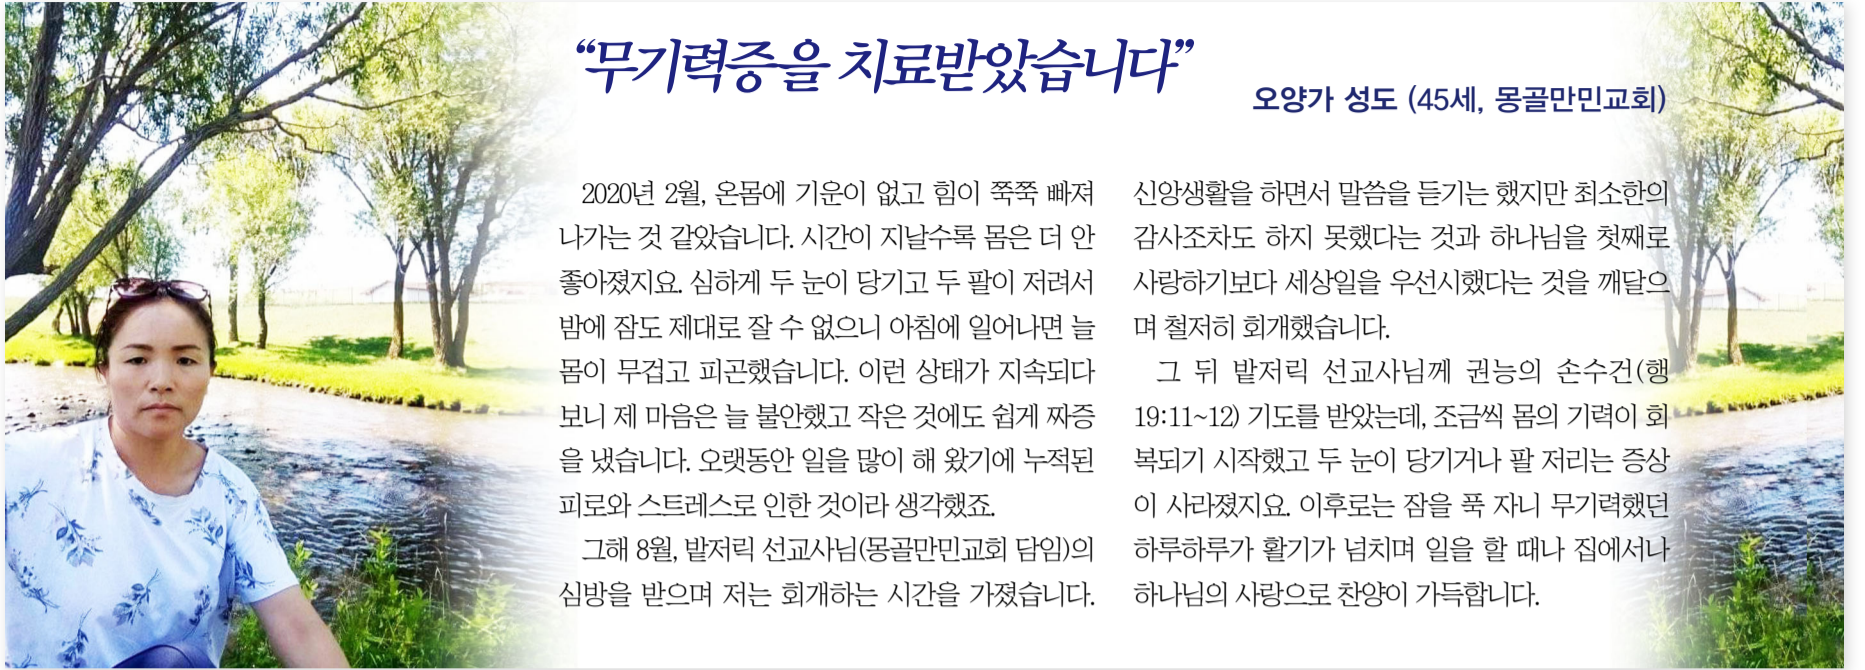 “무기력증을 치료받았습니다”
오양가 성도 (45세, 몽골만민교회)
2020년 2월, 온몸에 기운이 없고 힘이 쭉쭉 빠져
나가는 것 같았습니다. 시간이 지날수록 몸은 더 안
좋아졌지요. 심하게 두 눈이 당기고 두 팔이 저려서
밤에 잠도 제대로 잘 수 없으니 아침에 일어나면 늘
몸이 무겁고 피곤했습니다. 이런 상태가 지속되다
보니 제 마음은 늘 불안했고 작은 것에도 쉽게 짜증
을 냈습니다. 오랫동안 일을 많이 해 왔기에 누적된
피로와 스트레스로 인한 것이라 생각했죠.
그해 8월, 밭저릭 선교사님(몽골만민교회 담임)의
심방을 받으며 저는 회개하는 시간을 가졌습니다.
신앙생활을 하면서 말씀을 듣기는 했지만 최소한의
감사조차도 하지 못했다는 것과 하나님을 첫째로
사랑하기보다 세상일을 우선시했다는 것을 깨달으
며 철저히 회개했습니다.
그 뒤 밭저릭 선교사님께 권능의 손수건(행
19:11~12) 기도를 받았는데, 조금씩 몸의 기력이 회
복되기 시작했고 두 눈이 당기거나 팔 저리는 증상
이 사라졌지요. 이후로는 잠을 푹 자니 무기력했던
하루하루가 활기가 넘치며 일을 할 때나 집에서나
하나님의 사랑으로 찬양이 가득합니다.